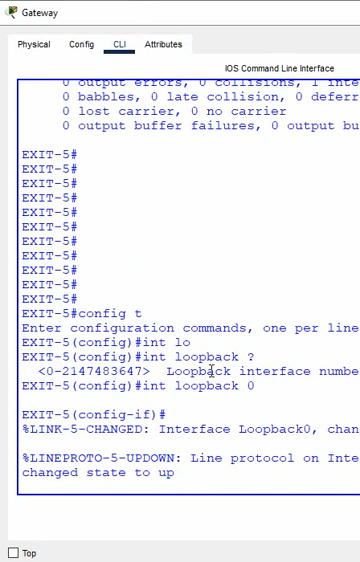 Gateway
Physical Config CLI Attributes
IOS Command Line Interface
0 output errors, 0 collisions, 1 inte
0 babbles, 0 late collision, 0 deferr
0 lost carrier, 0 no carrier
0 output buffer failures, 0 output bu
EXIT-5#
EXIT-5#
EXIT-5#
EXIT-5#
EXIT-5#
EXIT-5#
EXIT-5#
EXIT-5#
EXIT-5#
EXIT-5#
EXIT-5#
EXIT-5#config t
Enter configuration commands, one per line
EXIT-5(config)#int lo
EXIT-5(config)#int loopback ?
<0-2147483647> Loopback interface numbe
EXIT-5(config)#int loopback 0
EXIT-5(config-if)#
%LINK-5-CHANGED: Interface Loopback0, chan
%LINEPROTO-5-UPDOWN: Line protocol on Inte
changed state to up
Top